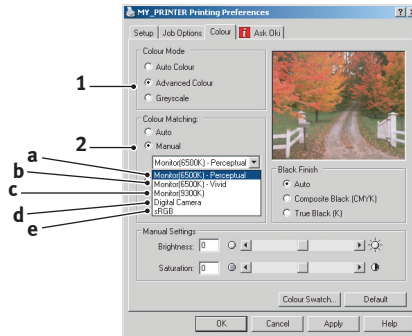 MY_PRINTER Printing Preferences
Setup Job Options Colour Ask Oki
Colour Mode
Auto Colour
1 Advanced Colour
Greyscale
Colour Matching:
Auto
2 Manual
Monitor(6500K) - Perceptual
a Monitor(6500K) - Perceptual
b Monitor(6500K) - Vivid
c Monitor(9300K)
d Digital Camera
e sRGB
Black Finish
Auto
Composite Black (CMYK)
True Black (K)
Manual Settings
Brightness: 0
Saturation: 0
Colour Swatch... Default
OK Cancel Apply Help